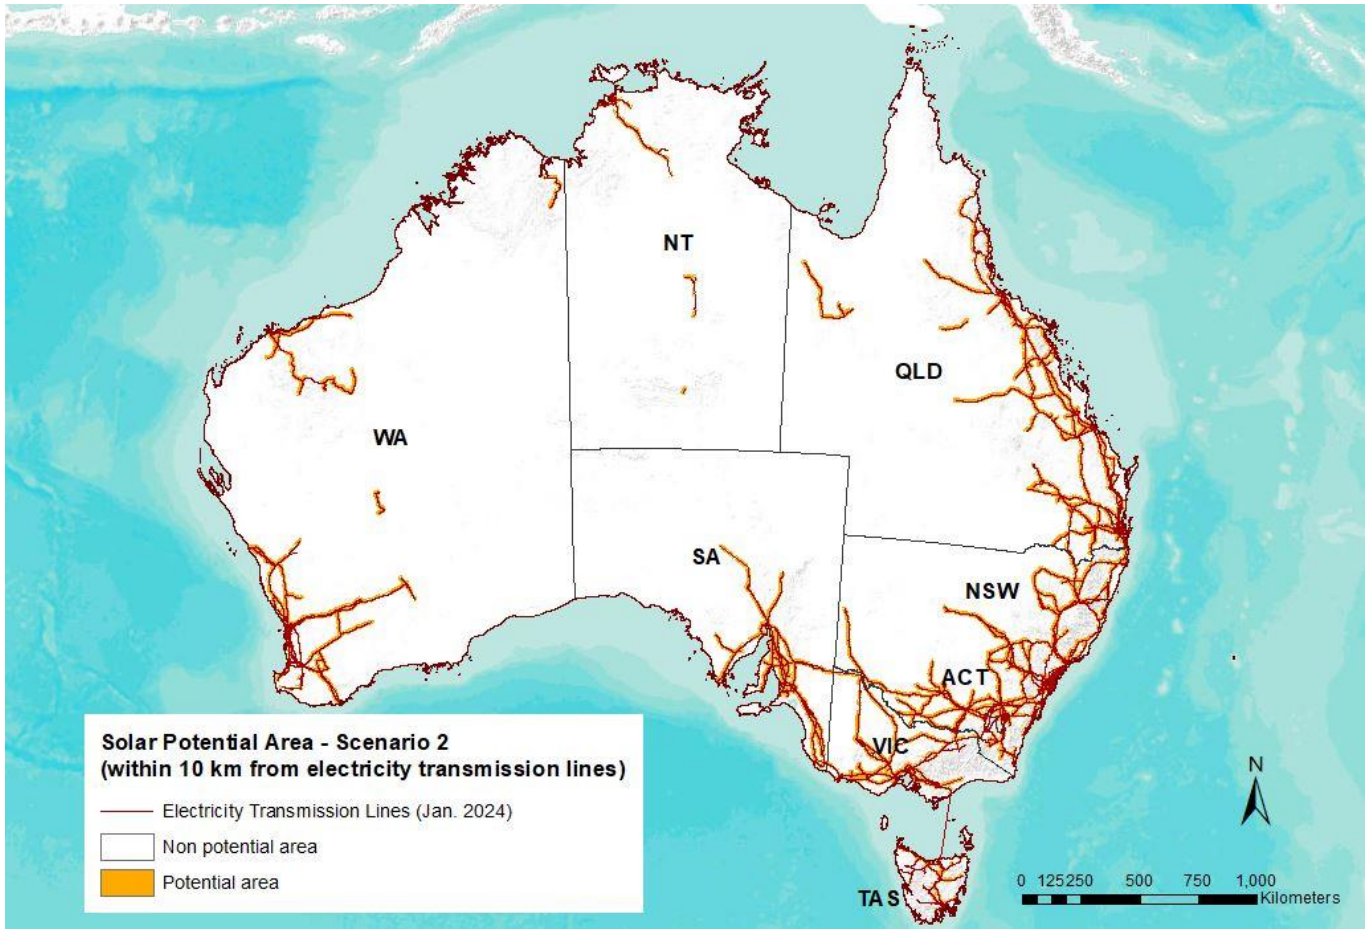 NT
QLD
WA
SA
NSW
ACT
VIC
TAS
Solar Potential Area - Scenario 2
(within 10 km from electricity transmission lines)
Electricity Transmission Lines (Jan. 2024)
Non potential area
Potential area
N
0 125250 500 750 1,000
Kilometers